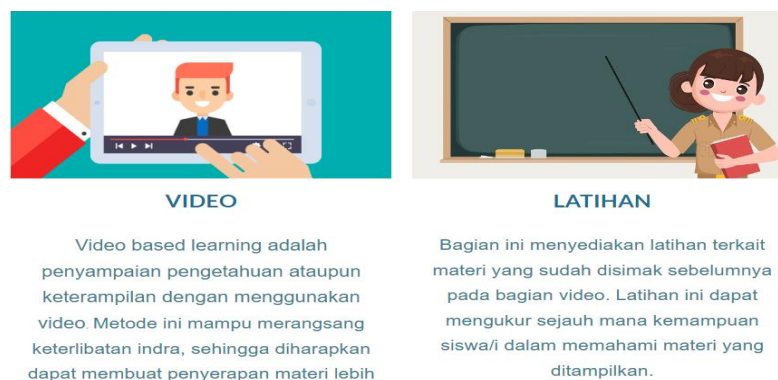 VIDEO
Video based learning adalah
penyampaian pengetahuan ataupun
keterampilan dengan menggunakan
video. Metode ini mampu merangsang
keterlibatan indra, sehingga diharapkan
dapat membuat penyerapan materi lebih
LATIHAN
Bagian ini menyediakan latihan terkait
materi yang sudah disimak sebelumnya
pada bagian video. Latihan ini dapat
mengukur sejauh mana kemampuan
siswa/i dalam memahami materi yang
ditampilkan.